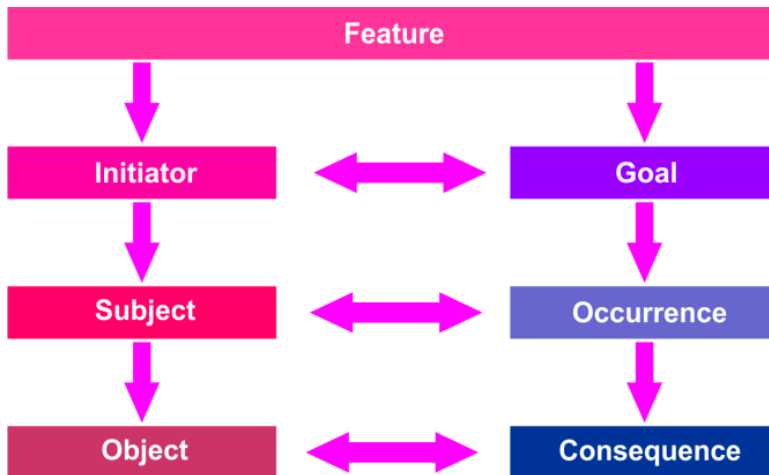 Feature
Initiator
Goal
Subject
Occurrence
Object
Consequence